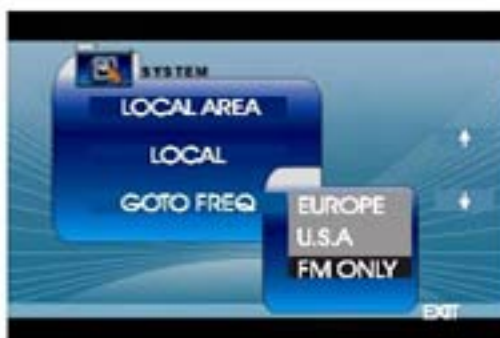 SYSTEM
LOCAL AREA
LOCAL
GOTO FREQ
EUROPE
U.S.A
FM ONLY
EXIT